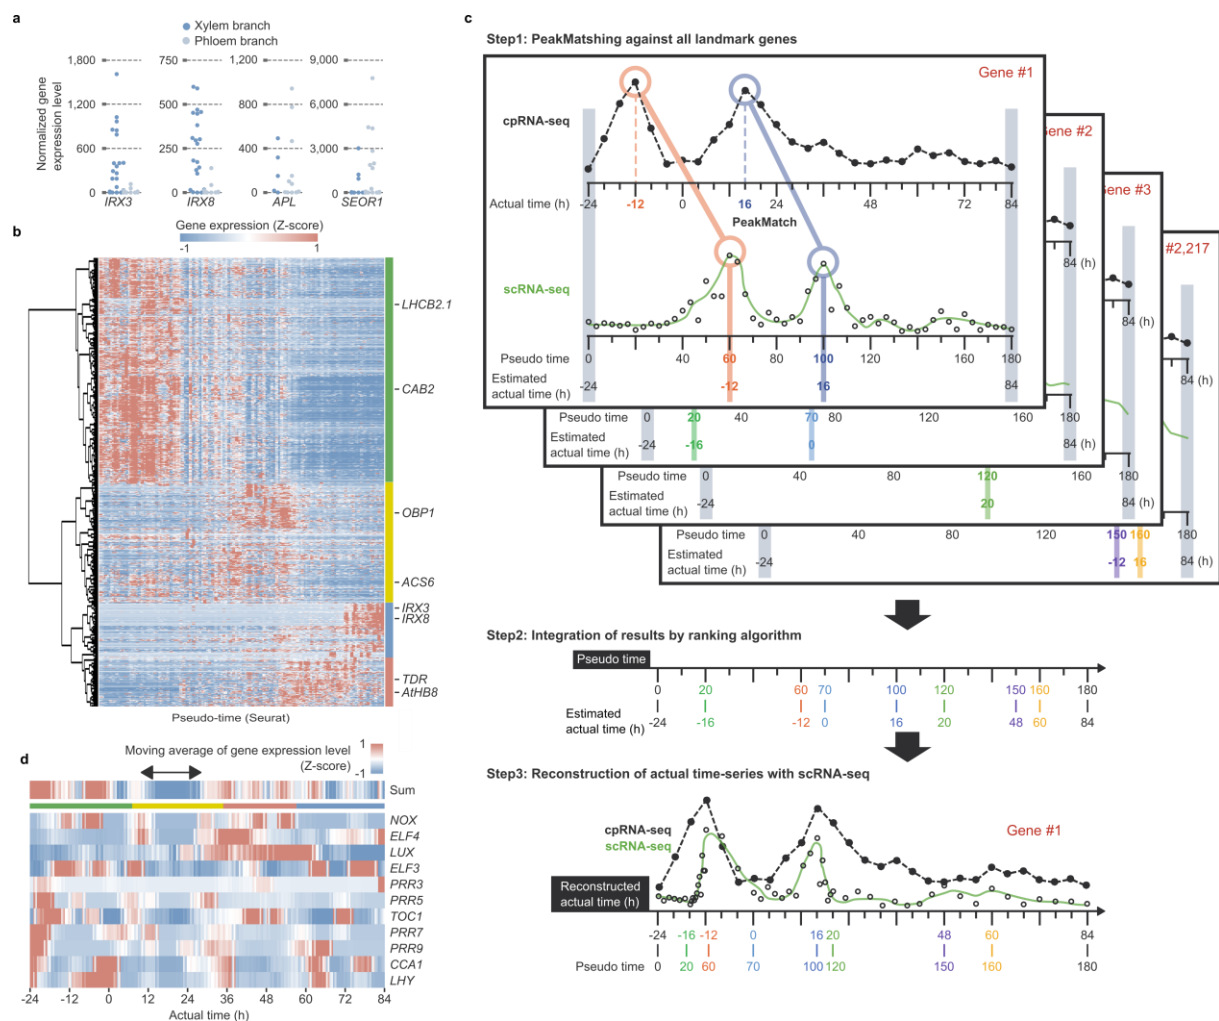 a
Xylem branch
Phloem branch
Normalized gene
expression level
1,800
1,200
600
0
750
500
250
0
1,200
800
400
0
9,000
6,000
3,000
0
IRX3
IRX8
APL
SEOR1
b
Gene expression (Z-score)
-1
1
LHCB2.1
CAB2
OBP1
ACS6
IRX3
IRX8
TDR
AtHB8
Pseudo-time (Seurat)
c
Step1: PeakMatshing against all landmark genes
Gene #1
cpRNA-seq
Actual time (h)
-24 -12 0 16 24 48 72 84
PeakMatch
scRNA-seq
Pseudo time
0 40 60 80 100 120 160 180
Estimated
actual time (h)
-24 -12 16 84
Gene #2
84 (h)
Pseudo time 0 20 40 70 80 120 160 180
Estimated
actual time (h)
-24 -16 0 84 (h)
Gene #3
84 (h)
Pseudo time 0 40 80 120 160 180
Estimated
actual time (h)
-24 20 84 (h)
#2,217
84 (h)
Pseudo time 0 40 80 120 150 160 180
Estimated
actual time (h)
-24 -12 16 84 (h)
Step2: Integration of results by ranking algorithm
Pseudo time
0 20 60 70 100 120 150 160 180
Estimated
actual time (h)
-24 -16 -12 0 16 20 48 60 84
Step3: Reconstruction of actual time-series with scRNA-seq
cpRNA-seq
scRNA-seq
Gene #1
Reconstructed
actual time (h)
-24 -16 -12 0 16 20 48 60 84
Pseudo time 0 20 60 70 100 120 150 160 180
d
Moving average of gene expression level
(Z-score)
1
-1
Sum
NOX
ELF4
LUX
ELF3
PRR3
PRR5
TOC1
PRR7
PRR9
CCA1
LHY
-24 -12 0 12 24 36 48 60 72 84
Actual time (h)